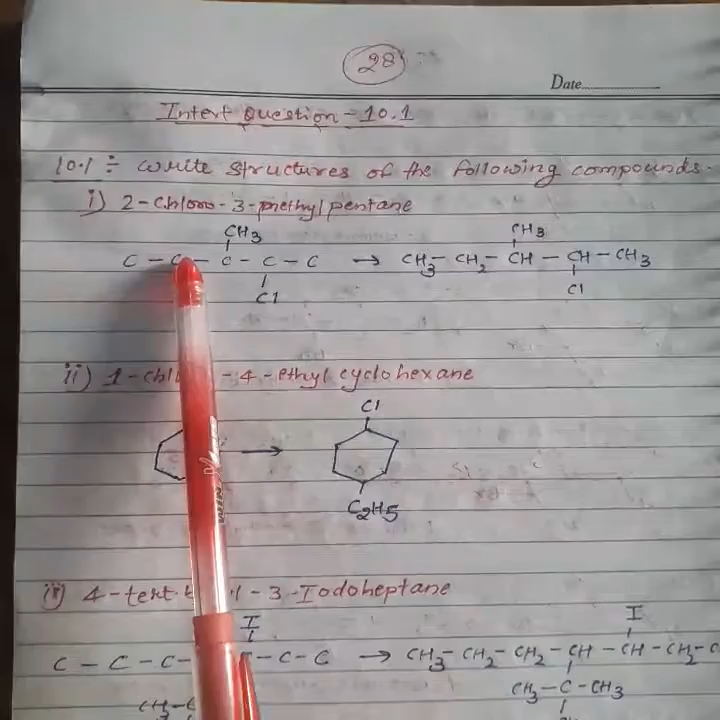 28
Date
Intext Question - 10.1
10.1 ÷ write structures of the following compounds.
i) 2-chloro-3-methylpentane
CH3 CH3
C - C - C - C - C → CH3 - CH2 - CH - CH - CH3
Cl Cl
ii) 1-chl - 4-ethyl cyclohexane
Cl
→
C2H5
iii) 4-tert. l - 3-Iodoheptane
I I
C - C - C - - C - C → CH3 - CH2 - CH2 - CH - CH - CH2 - C
CH3 - CH3 - C - CH3